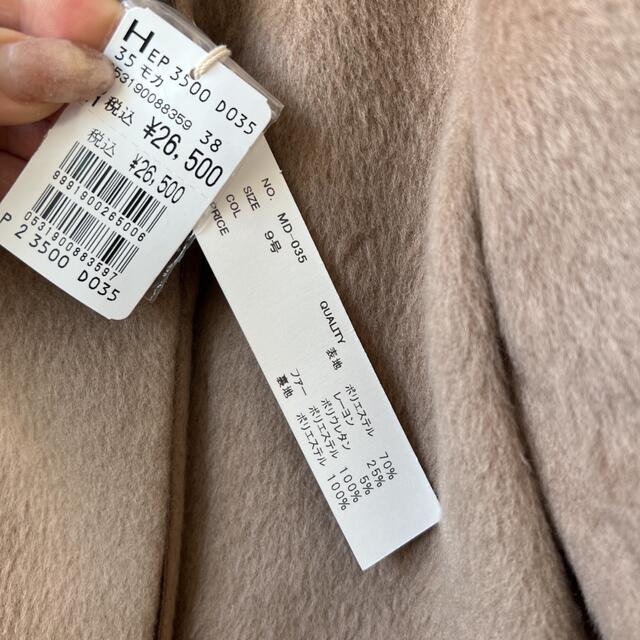 HEP 3500 D035
35 モカ 38
税込 ¥26,500
税込 ¥26,500
9991900265006
0531900883597
P 2 3500 D035
NO. MD-035
SIZE 9号
COL
PRICE
QUALITY 表地 ポリエステル 70%
レーヨン 25%
ポリウレタン 5%
ファー ポリエステル 100%
裏地 ポリエステル 100%